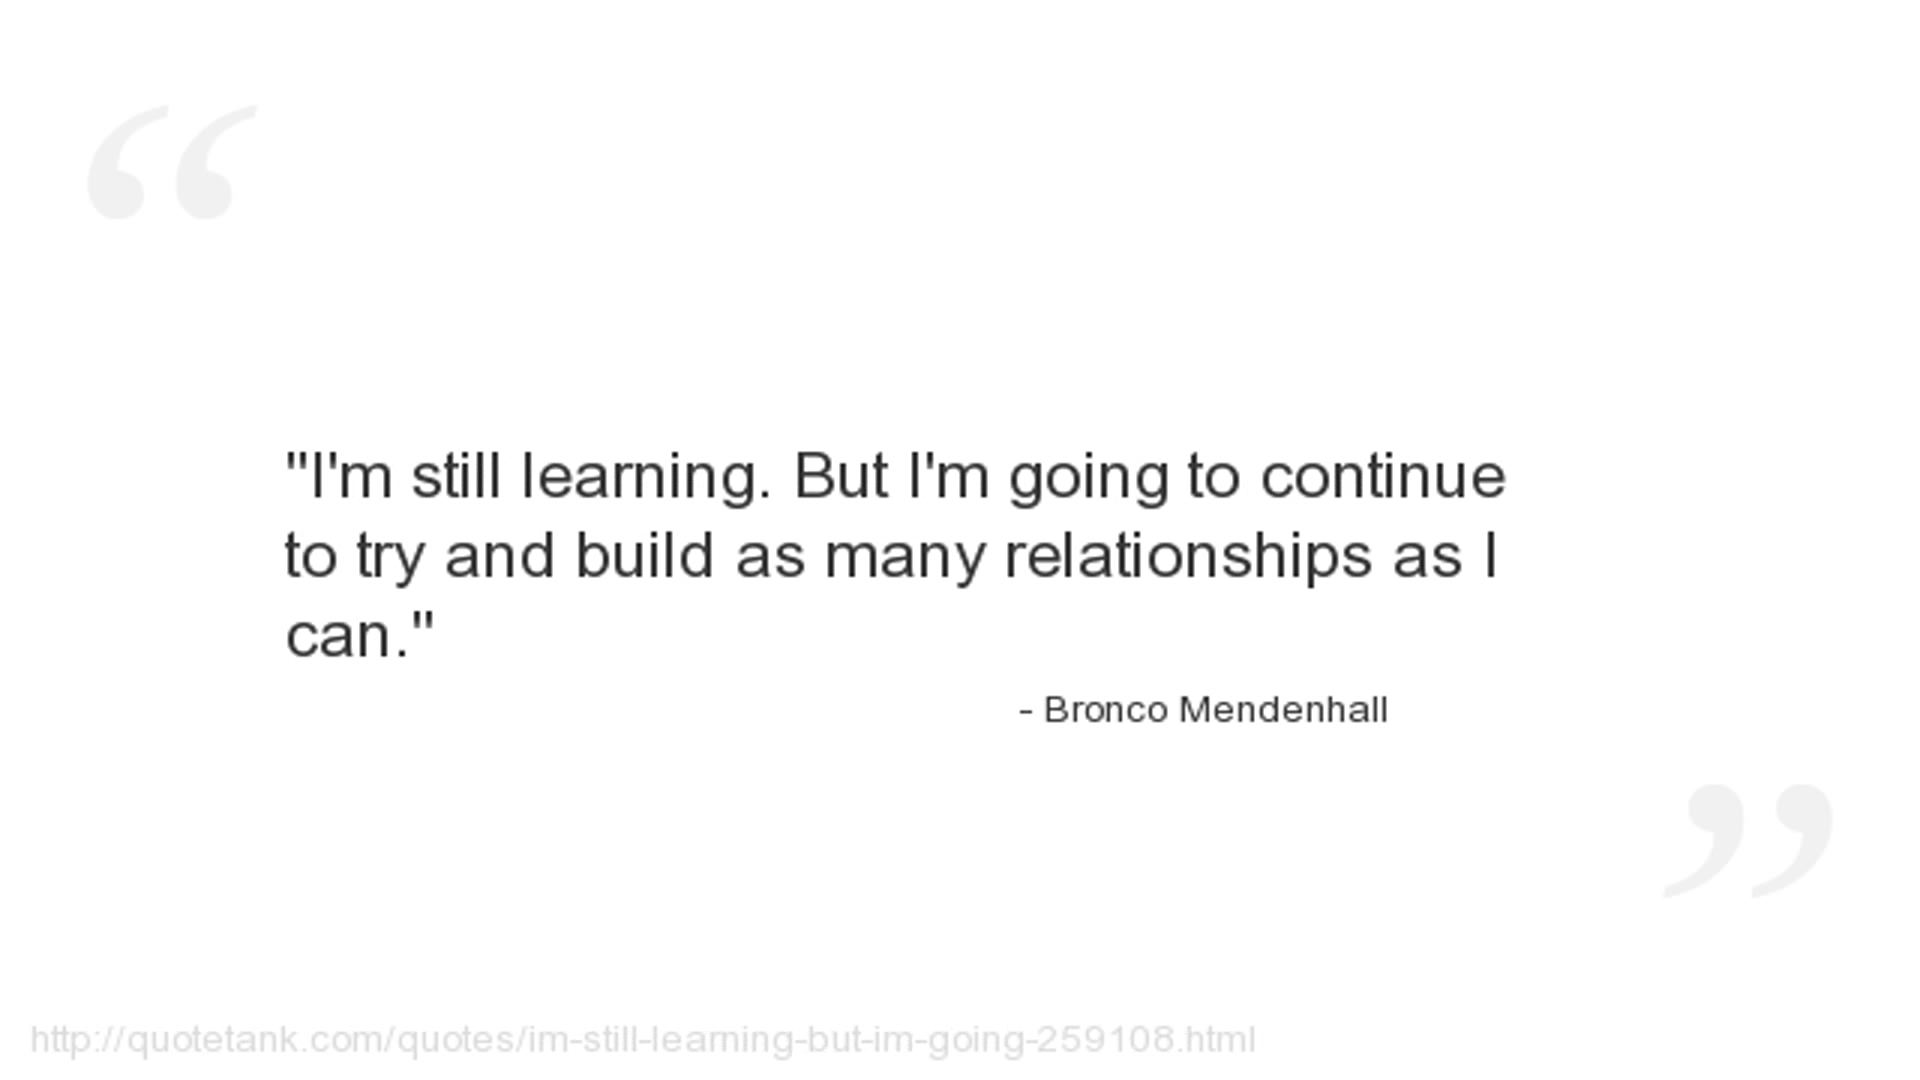 "I'm still learning. But I'm going to continue
to try and build as many relationships as I
can."
- Bronco Mendenhall
http://quotetank.com/quotes/im-still-learning-but-im-going-259108.html